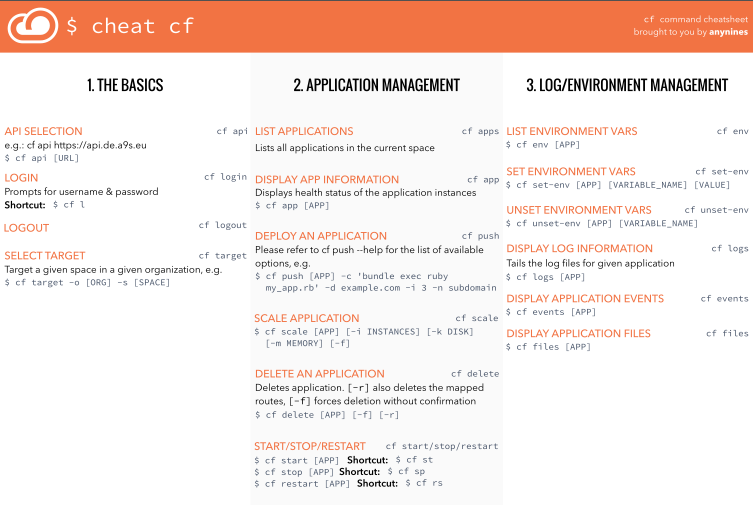 $ cheat cf
cf command cheatsheet
brought to you by anynines
1. THE BASICS
API SELECTION cf api
e.g.: cf api https://api.de.a9s.eu
$ cf api [URL]
LOGIN cf login
Prompts for username & password
Shortcut: $ cf l
LOGOUT cf logout
SELECT TARGET cf target
Target a given space in a given organization, e.g.
$ cf target -o [ORG] -s [SPACE]
2. APPLICATION MANAGEMENT
LIST APPLICATIONS cf apps
Lists all applications in the current space
DISPLAY APP INFORMATION cf app
Displays health status of the application instances
$ cf app [APP]
DEPLOY AN APPLICATION cf push
Please refer to cf push --help for the list of available
options, e.g.
$ cf push [APP] -c 'bundle exec ruby
my_app.rb' -d example.com -i 3 -n subdomain
SCALE APPLICATION cf scale
$ cf scale [APP] [-i INSTANCES] [-k DISK]
[-m MEMORY] [-f]
DELETE AN APPLICATION cf delete
Deletes application. [-r] also deletes the mapped
routes, [-f] forces deletion without confirmation
$ cf delete [APP] [-f] [-r]
START/STOP/RESTART cf start/stop/restart
$ cf start [APP] Shortcut: $ cf st
$ cf stop [APP] Shortcut: $ cf sp
$ cf restart [APP] Shortcut: $ cf rs
3. LOG/ENVIRONMENT MANAGEMENT
LIST ENVIRONMENT VARS cf env
$ cf env [APP]
SET ENVIRONMENT VARS cf set-env
$ cf set-env [APP] [VARIABLE_NAME] [VALUE]
UNSET ENVIRONMENT VARS cf unset-env
$ cf unset-env [APP] [VARIABLE_NAME]
DISPLAY LOG INFORMATION cf logs
Tails the log files for given application
$ cf logs [APP]
DISPLAY APPLICATION EVENTS cf events
$ cf events [APP]
DISPLAY APPLICATION FILES cf files
$ cf files [APP]